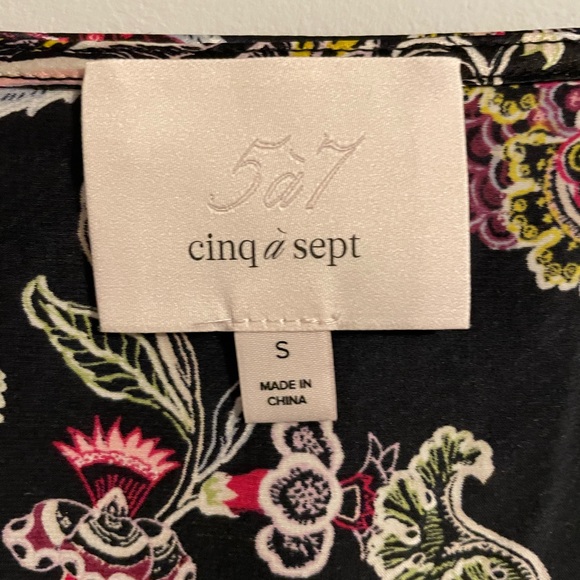 5à7
cinq à sept
S
MADE IN
CHINA